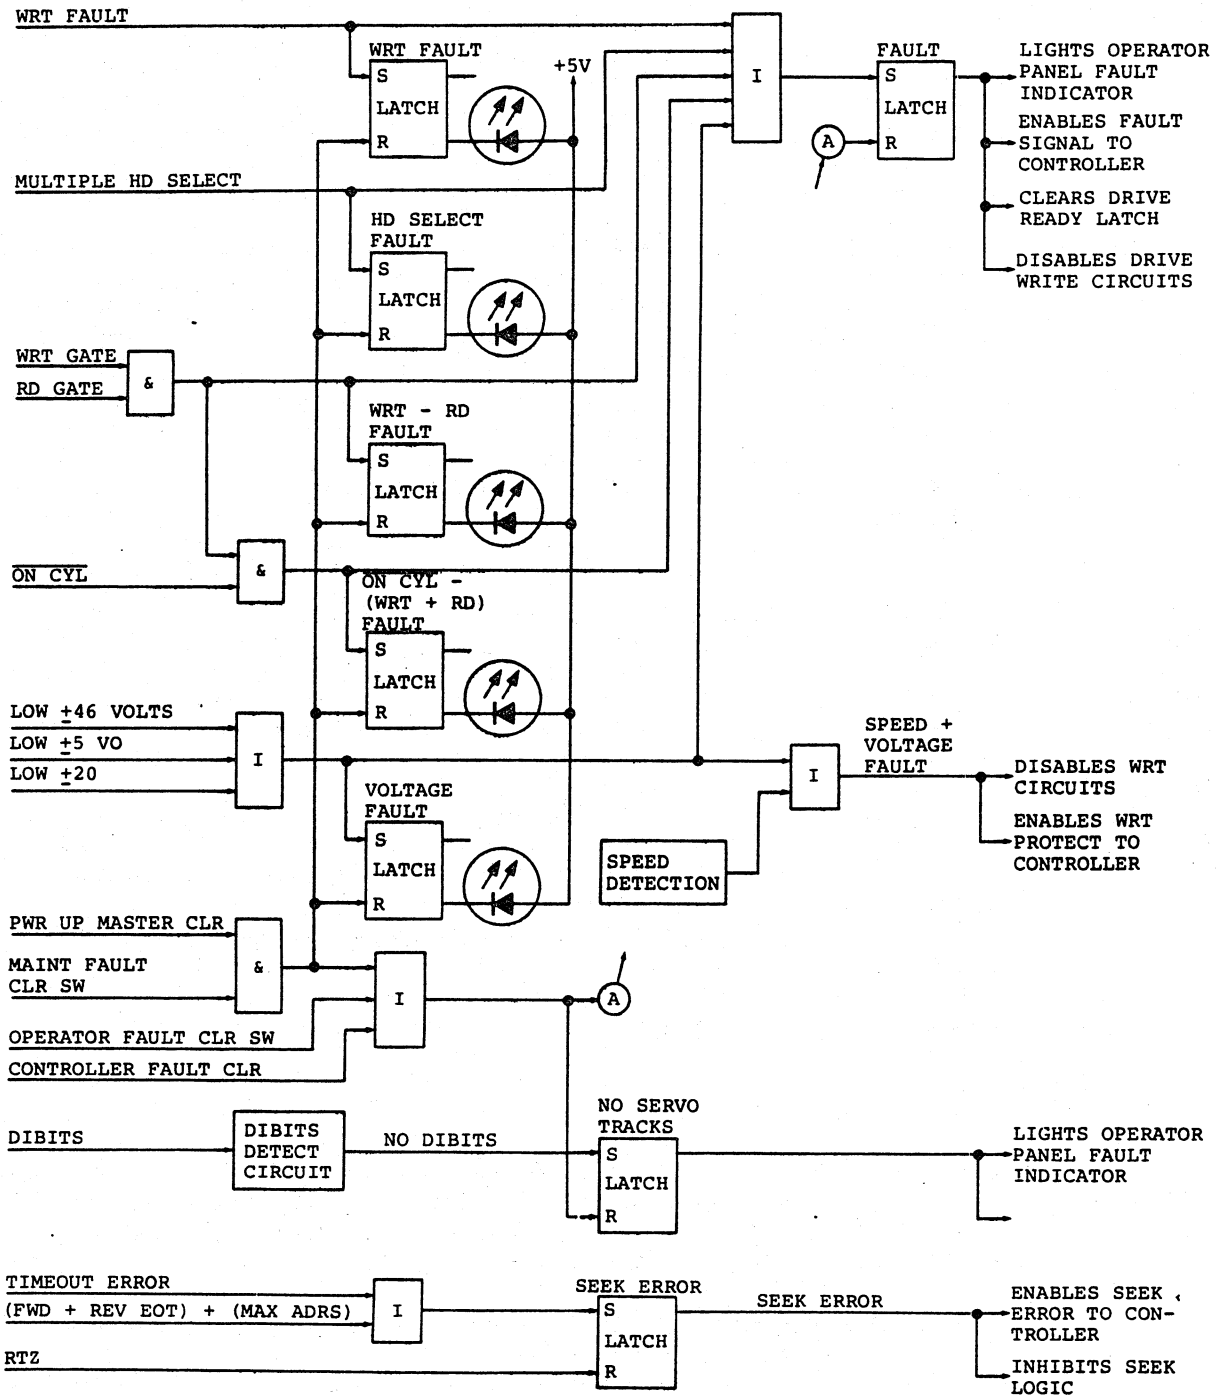 WRT FAULT
WRT FAULT
S
LATCH
R
+5V
I
FAULT
S
LATCH
R
A
LIGHTS OPERATOR
PANEL FAULT
INDICATOR
ENABLES FAULT
SIGNAL TO
CONTROLLER
CLEARS DRIVE
READY LATCH
DISABLES DRIVE
WRITE CIRCUITS
MULTIPLE HD SELECT
HD SELECT
FAULT
S
LATCH
R
WRT GATE
RD GATE
&
WRT - RD
FAULT
S
LATCH
R
ON CYL
&
ON CYL -
(WRT + RD)
FAULT
S
LATCH
R
LOW ±46 VOLTS
LOW ±5 VO
LOW ±20
I
VOLTAGE
FAULT
S
LATCH
R
SPEED
DETECTION
I
SPEED +
VOLTAGE
FAULT
DISABLES WRT
CIRCUITS
ENABLES WRT
PROTECT TO
CONTROLLER
PWR UP MASTER CLR
MAINT FAULT
CLR SW
&
OPERATOR FAULT CLR SW
CONTROLLER FAULT CLR
I
A
DIBITS
DIBITS
DETECT
CIRCUIT
NO DIBITS
NO SERVO
TRACKS
S
LATCH
R
LIGHTS OPERATOR
PANEL FAULT
INDICATOR
TIMEOUT ERROR
(FWD + REV EOT) + (MAX ADRS)
I
RTZ
SEEK ERROR
S
LATCH
R
SEEK ERROR
ENABLES SEEK
ERROR TO CON-
TROLLER
INHIBITS SEEK
LOGIC